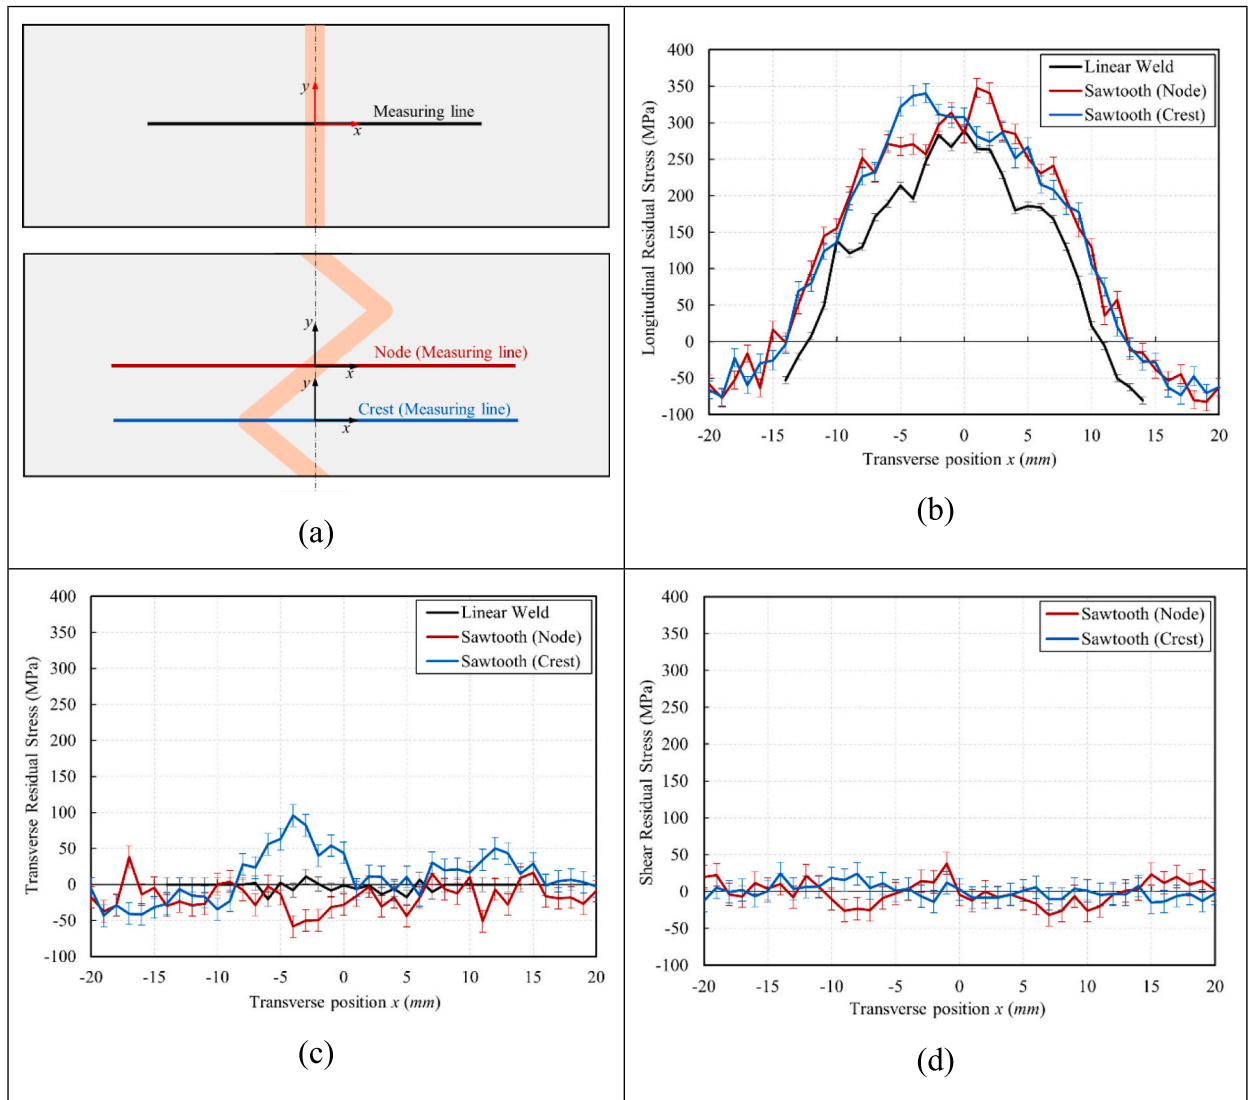 y
Measuring line
x
y
Node (Measuring line)
x
y
Crest (Measuring line)
x
(a)
400
350
300
250
200
150
100
50
0
-50
-100
Longitudinal Residual Stress (MPa)
Linear Weld
Sawtooth (Node)
Sawtooth (Crest)
-20 -15 -10 -5 0 5 10 15 20
Transverse position x (mm)
(b)
400
350
300
250
200
150
100
50
0
-50
-100
Transverse Residual Stress (MPa)
Linear Weld
Sawtooth (Node)
Sawtooth (Crest)
-20 -15 -10 -5 0 5 10 15 20
Transverse position x (mm)
(c)
400
350
300
250
200
150
100
50
0
-50
-100
Shear Residual Stress (MPa)
Sawtooth (Node)
Sawtooth (Crest)
-20 -15 -10 -5 0 5 10 15 20
Transverse position x (mm)
(d)